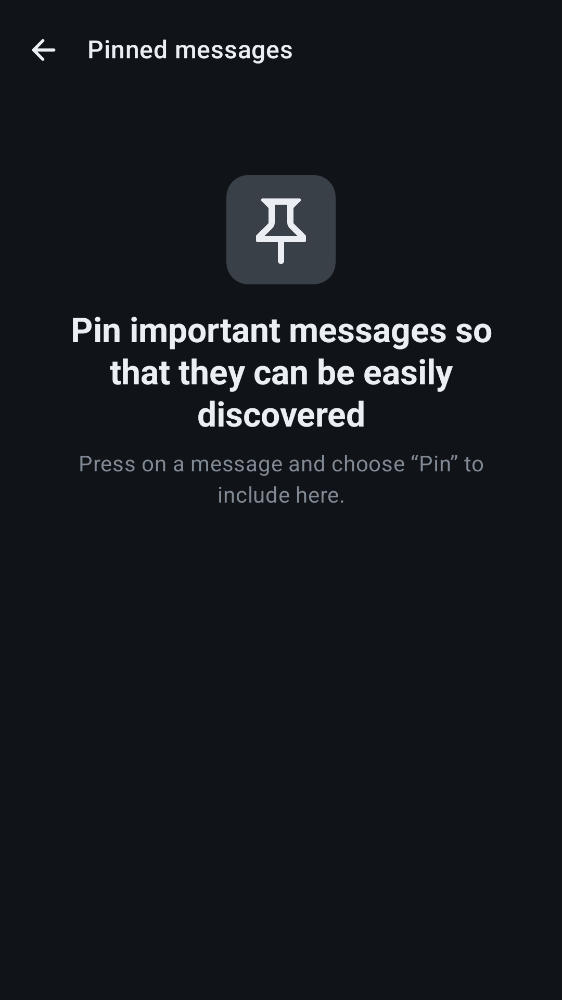 Pinned messages
Pin important messages so
that they can be easily
discovered
Press on a message and choose “Pin” to
include here.